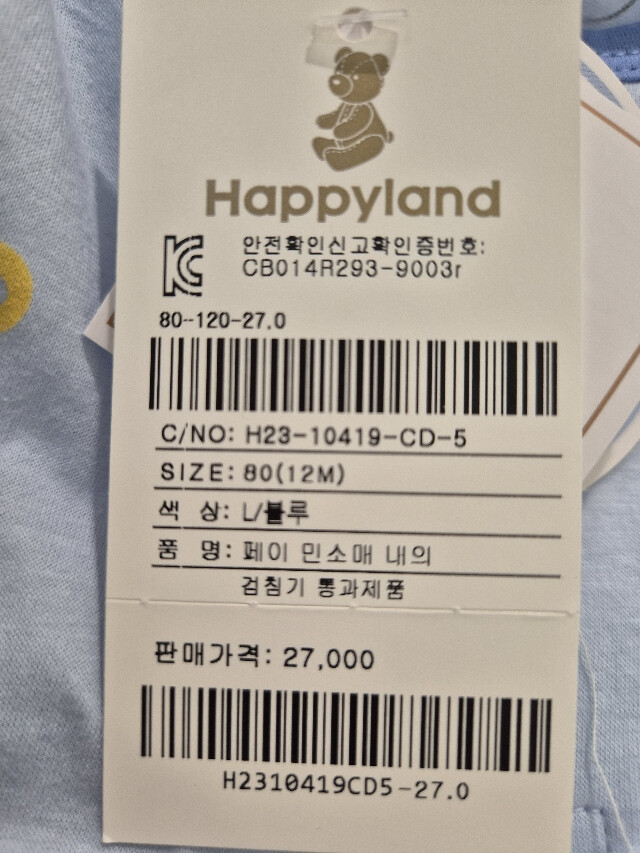 Happyland
안전확인신고확인증번호:
CB014R293-9003r
80--120-27.0
C/NO: H23-10419-CD-5
SIZE: 80(12M)
색 상: L/블루
품 명: 페이 민소매 내의
검침기 통과제품
판매가격: 27,000
H2310419CD5-27.0